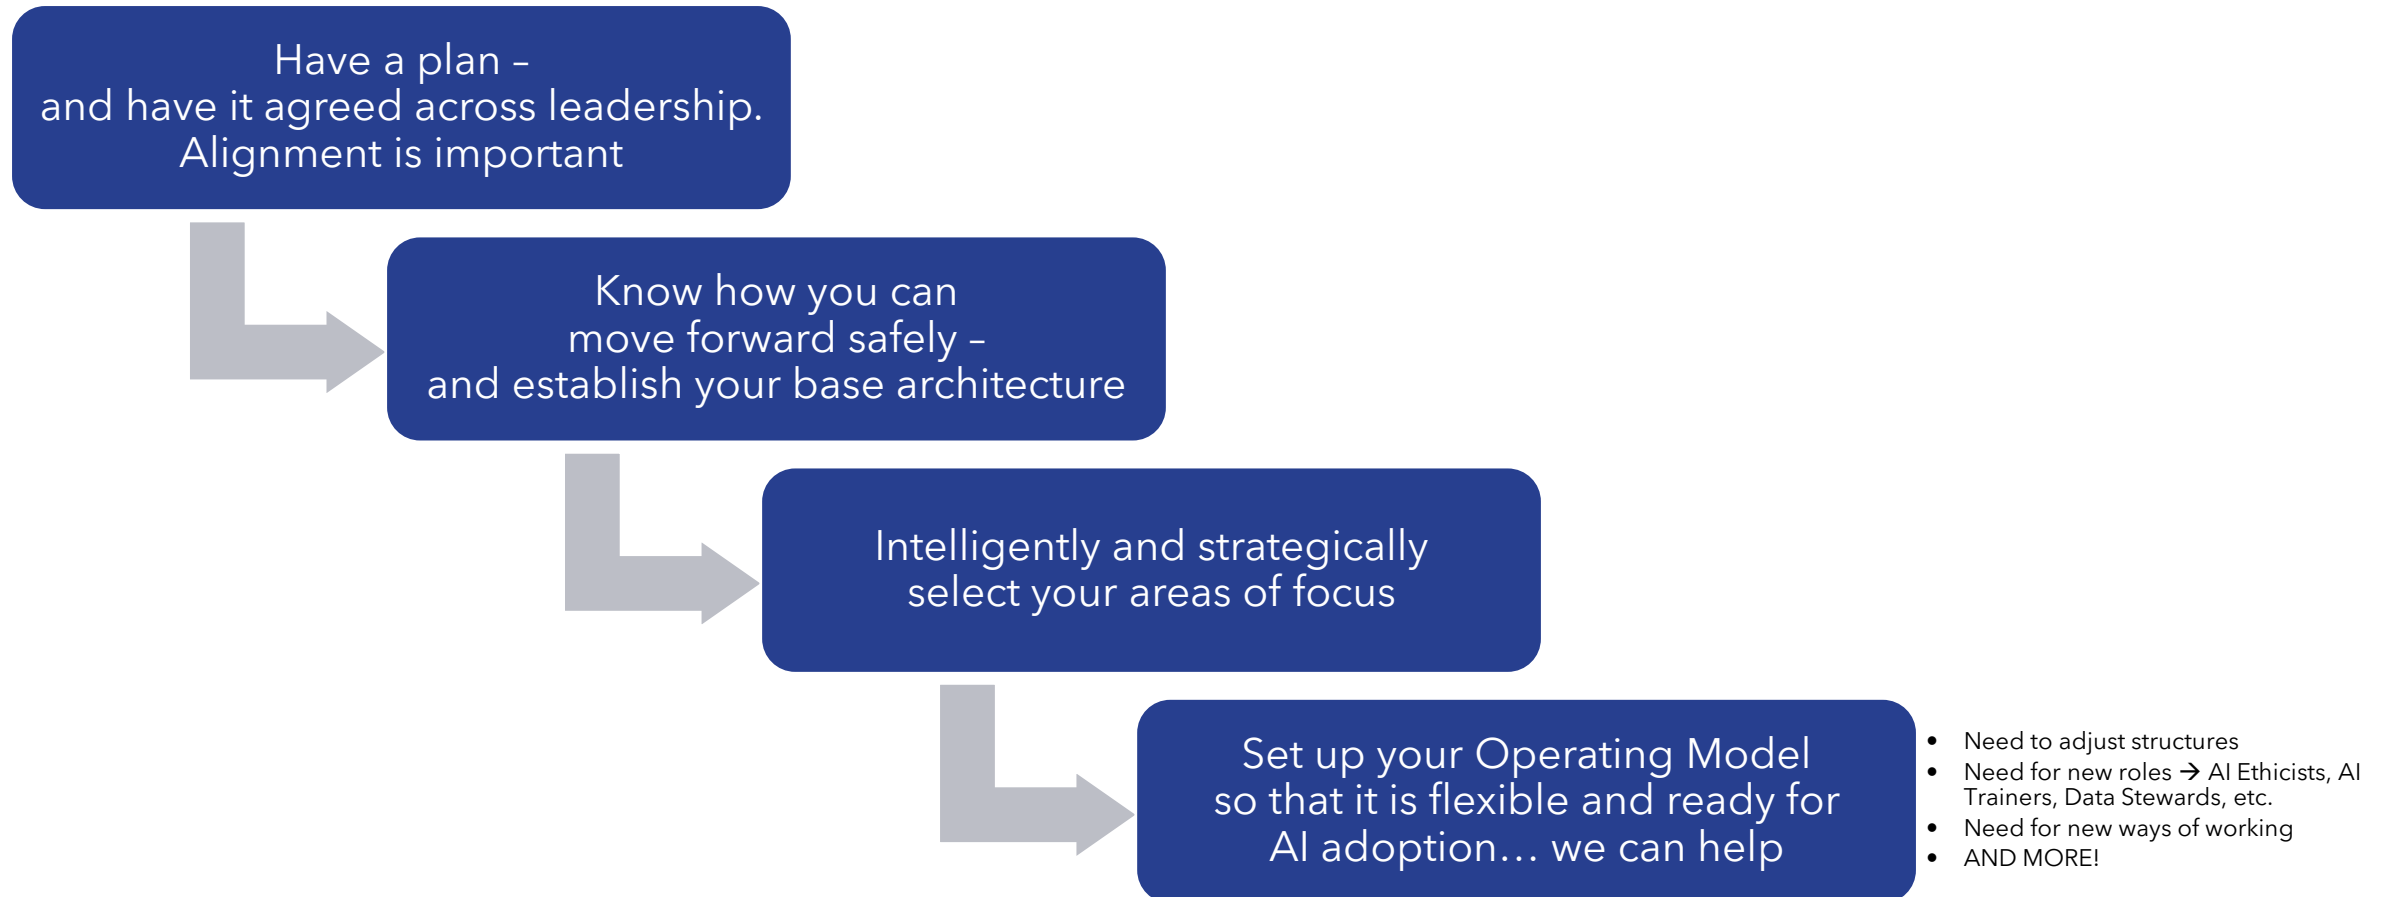 Have a plan –
and have it agreed across leadership.
Alignment is important
Know how you can
move forward safely –
and establish your base architecture
Intelligently and strategically
select your areas of focus
Set up your Operating Model
so that it is flexible and ready for
AI adoption… we can help
• Need to adjust structures
• Need for new roles → AI Ethicists, AI
Trainers, Data Stewards, etc.
• Need for new ways of working
• AND MORE!